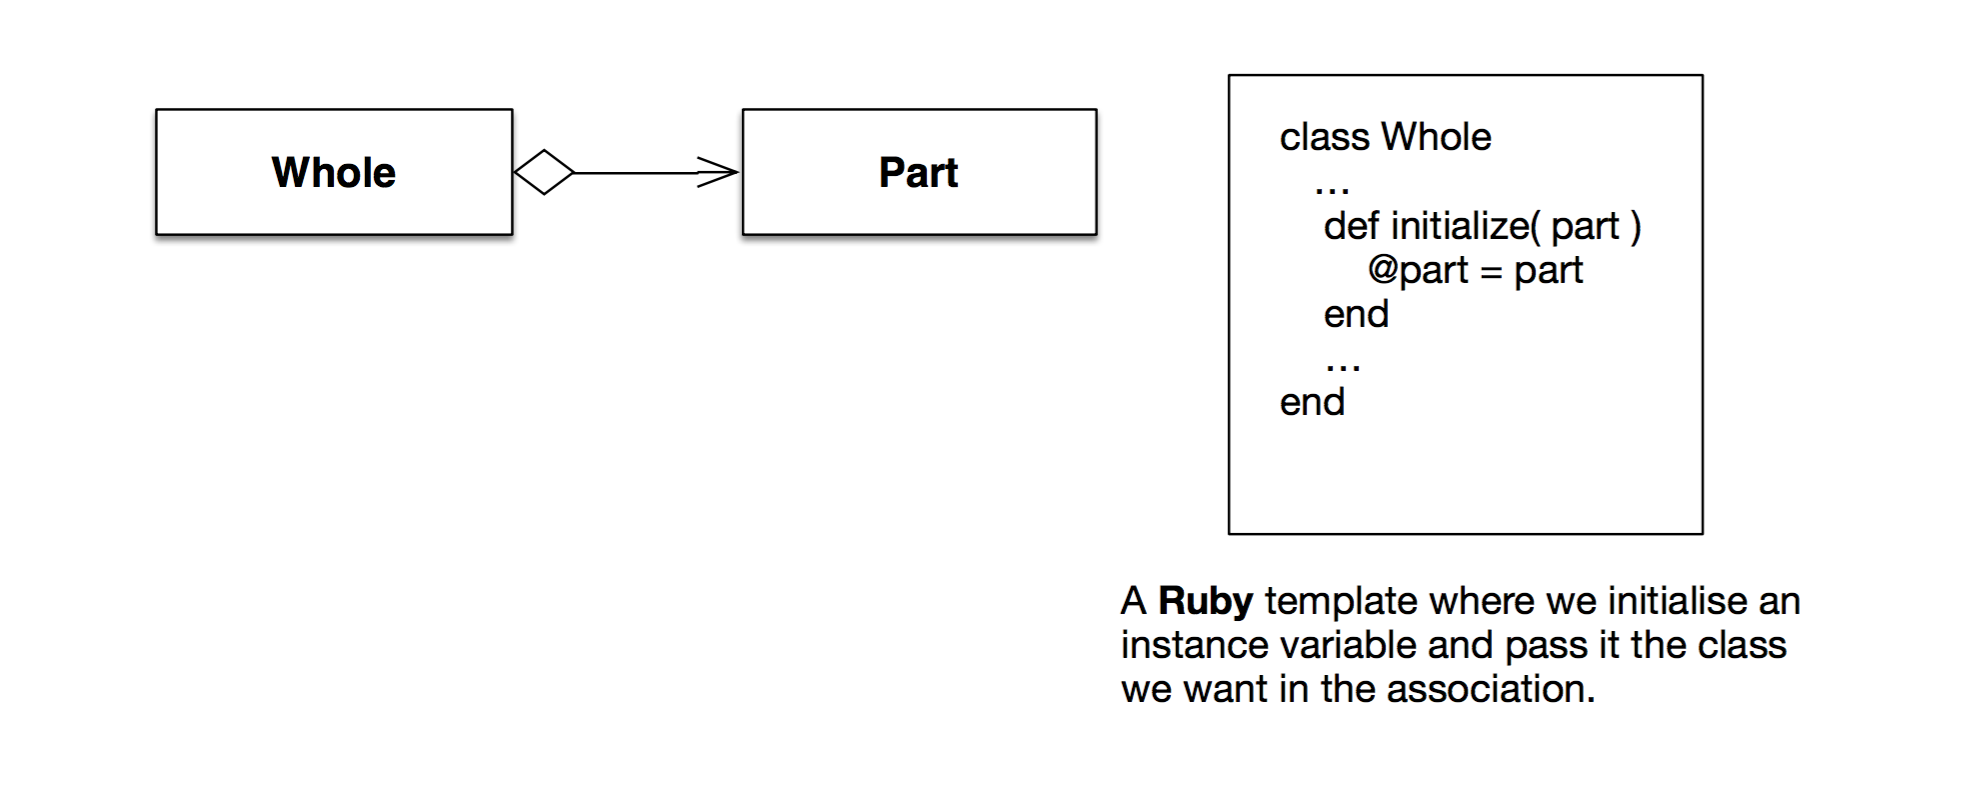 Whole
Part
class Whole
...
def initialize( part )
@part = part
end
...
end
A Ruby template where we initialise an
instance variable and pass it the class
we want in the association.